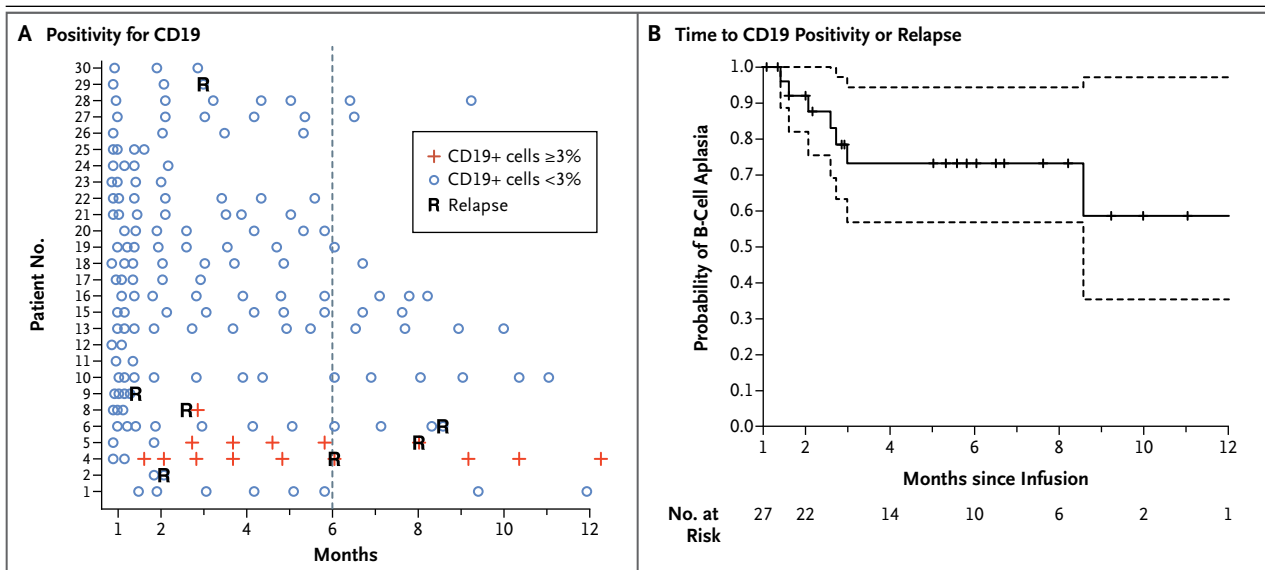 A Positivity for CD19
30
29
28
27
26
25
24
23
22
21
20
19
18
17
16
15
13
12
11
10
9
8
6
5
4
2
1
Patient No.
R
R
R
R
R
R
R
CD19+ cells ≥3%
CD19+ cells <3%
R Relapse
1 2 4 6 8 10 12
Months
B Time to CD19 Positivity or Relapse
1.0
0.9
0.8
0.7
0.6
0.5
0.4
0.3
0.2
0.1
0.0
Probability of B-Cell Aplasia
1 2 4 6 8 10 12
Months since Infusion
No. at Risk
27 22 14 10 6 2 1